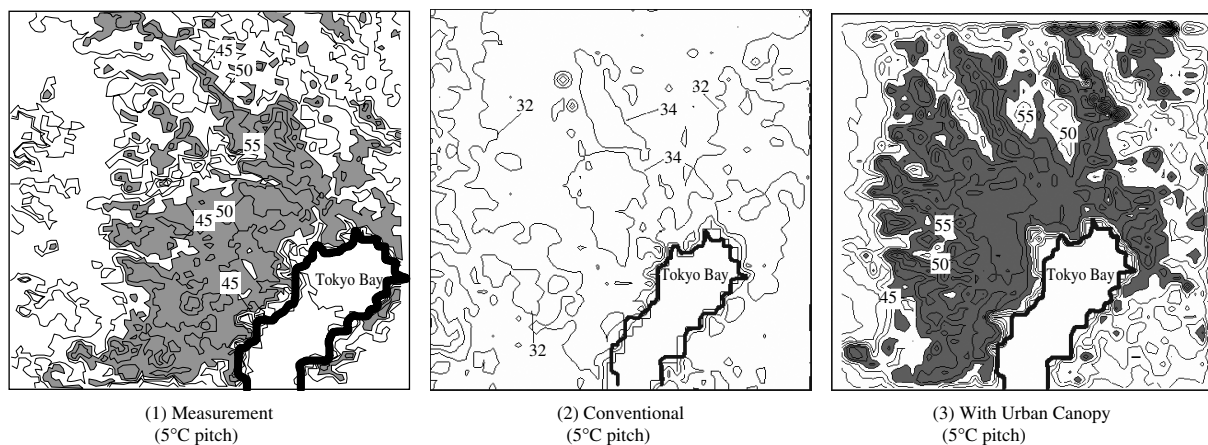 45
50
55
50
45
45
Tokyo Bay
(1) Measurement
(5°C pitch)
32
34
32
34
32
Tokyo Bay
(2) Conventional
(5°C pitch)
55
50
55
50
45
Tokyo Bay
(3) With Urban Canopy
(5°C pitch)